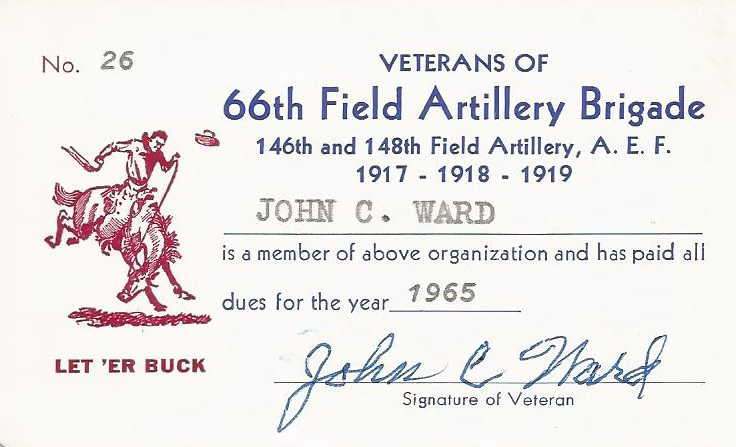 No. 26
VETERANS OF
66th Field Artillery Brigade
146th and 148th Field Artillery, A. E. F.
1917 - 1918 - 1919
JOHN C. WARD
is a member of above organization and has paid all
dues for the year 1965
LET 'ER BUCK
John C Ward
Signature of Veteran